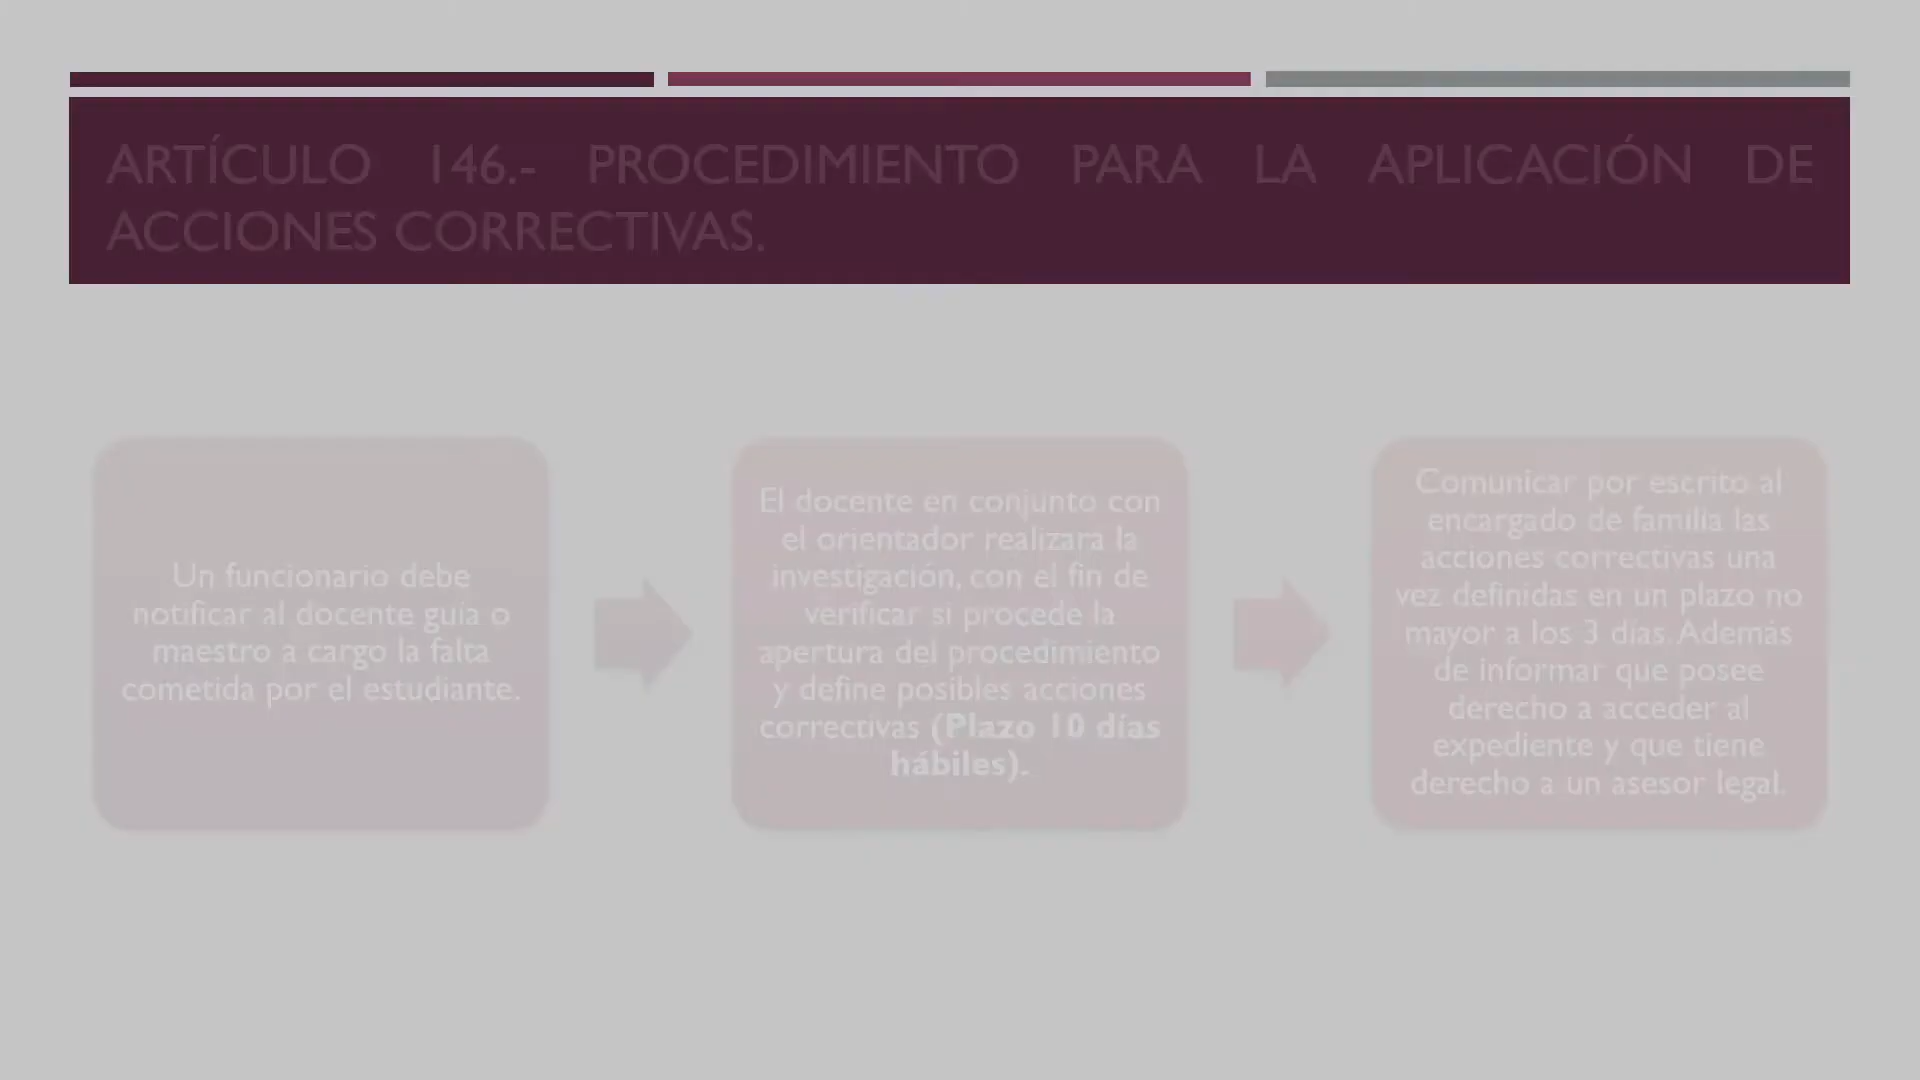 ARTÍCULO 146.- PROCEDIMIENTO PARA LA APLICACIÓN DE
ACCIONES CORRECTIVAS.
Un funcionario debe
notificar al docente guía o
maestro a cargo la falta
cometida por el estudiante.
El docente en conjunto con
el orientador realizara la
investigación, con el fin de
verificar si procede la
apertura del procedimiento
y define posibles acciones
correctivas (Plazo 10 días
hábiles).
Comunicar por escrito al
encargado de familia las
acciones correctivas una
vez definidas en un plazo no
mayor a los 3 días. Además
de informar que posee
derecho a acceder al
expediente y que tiene
derecho a un asesor legal.